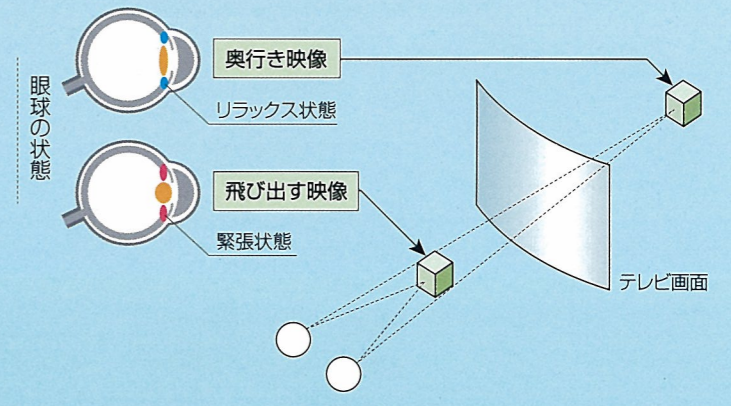 眼球の状態
奥行き映像
リラックス状態
飛び出す映像
緊張状態
テレビ画面